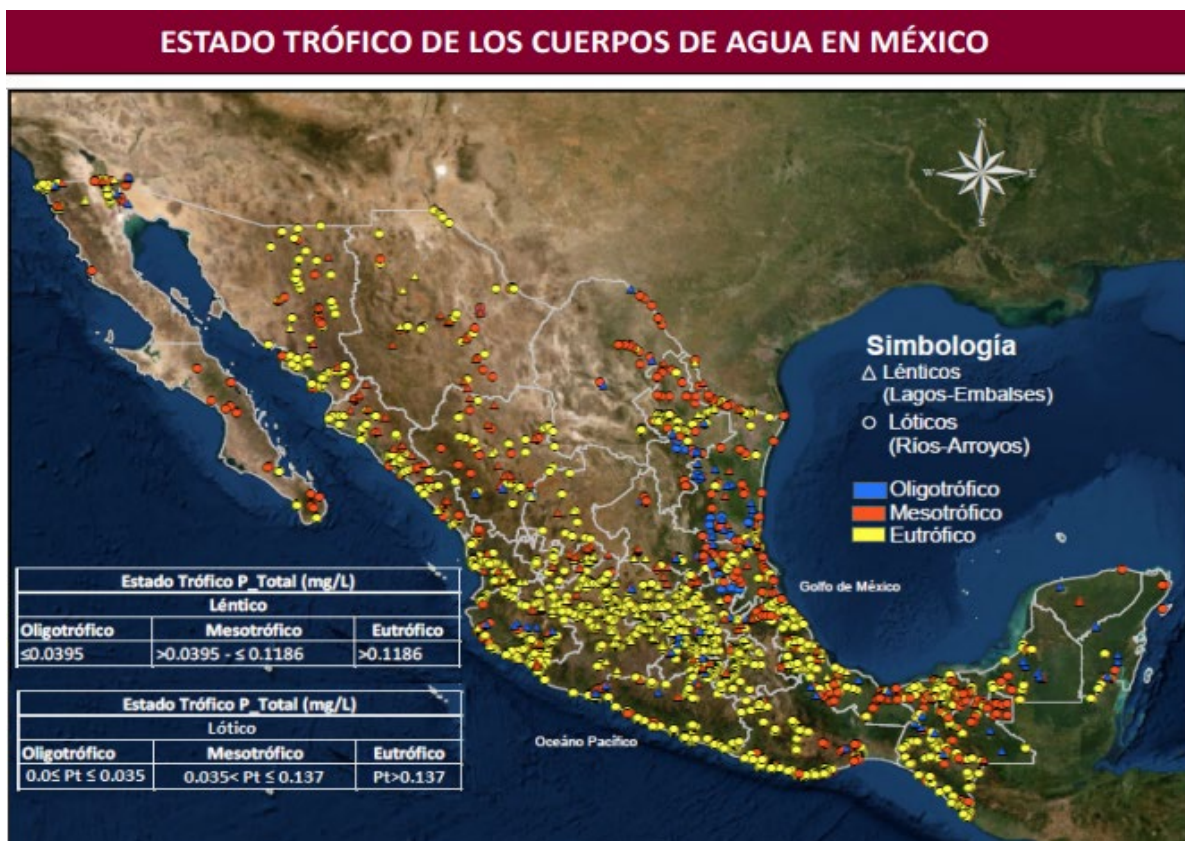 ESTADO TRÓFICO DE LOS CUERPOS DE AGUA EN MÉXICO
N
W
E
S
Simbología
Lénticos
(Lagos-Embalses)
Lóticos
(Ríos-Arroyos)
Oligotrófico
Mesotrófico
Eutrófico
Golfo de México
Estado Trófico P_Total (mg/L)
Léntico
Oligotrófico Mesotrófico Eutrófico
≤0.0395 >0.0395 - ≤ 0.1186 >0.1186
Estado Trófico P_Total (mg/L)
Lótico
Oligotrófico Mesotrófico Eutrófico
0.0≤ Pt ≤ 0.035 0.035< Pt ≤ 0.137 Pt>0.137
Oceáno Pacífico